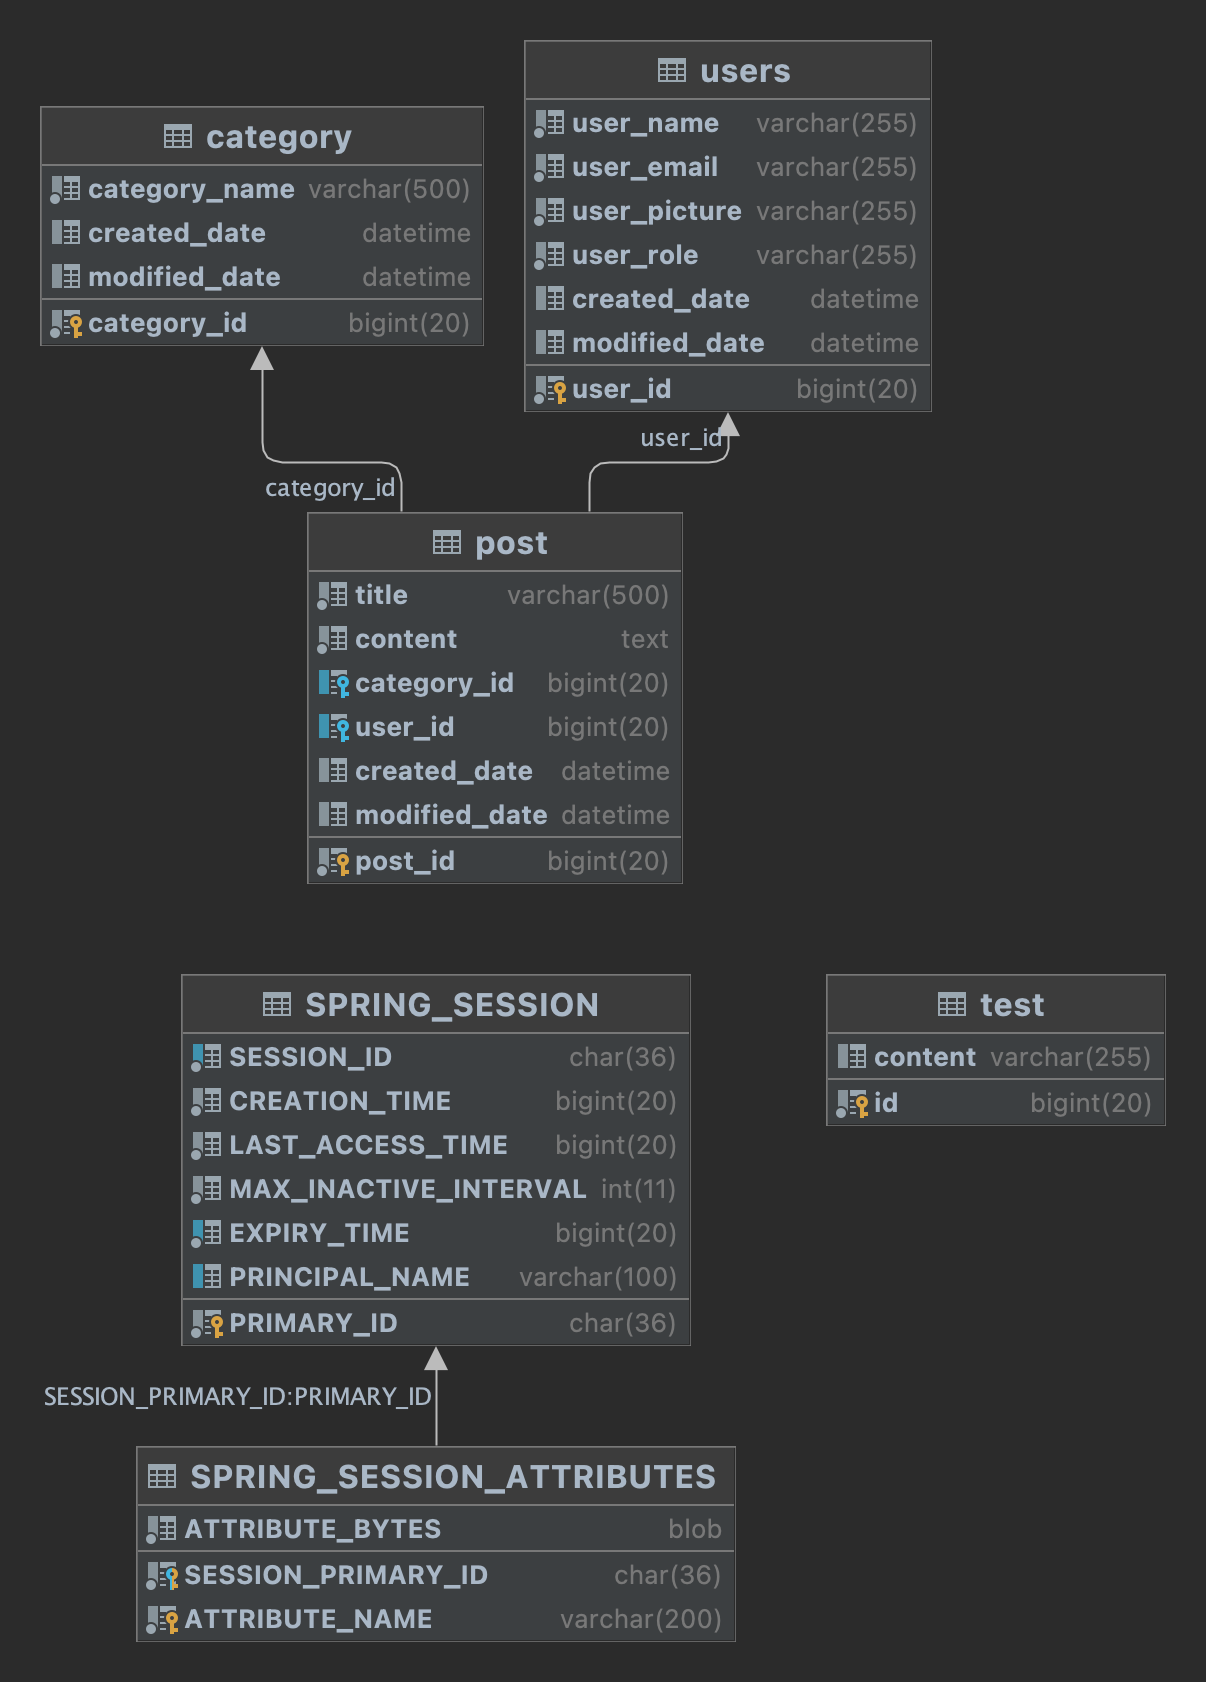 users
user_name varchar(255)
user_email varchar(255)
user_picture varchar(255)
user_role varchar(255)
created_date datetime
modified_date datetime
user_id bigint(20)
category
category_name varchar(500)
created_date datetime
modified_date datetime
category_id bigint(20)
user_id
category_id
post
title varchar(500)
content text
category_id bigint(20)
user_id bigint(20)
created_date datetime
modified_date datetime
post_id bigint(20)
SPRING_SESSION
SESSION_ID char(36)
CREATION_TIME bigint(20)
LAST_ACCESS_TIME bigint(20)
MAX_INACTIVE_INTERVAL int(11)
EXPIRY_TIME bigint(20)
PRINCIPAL_NAME varchar(100)
PRIMARY_ID char(36)
test
content varchar(255)
id bigint(20)
SESSION_PRIMARY_ID:PRIMARY_ID
SPRING_SESSION_ATTRIBUTES
ATTRIBUTE_BYTES blob
SESSION_PRIMARY_ID char(36)
ATTRIBUTE_NAME varchar(200)